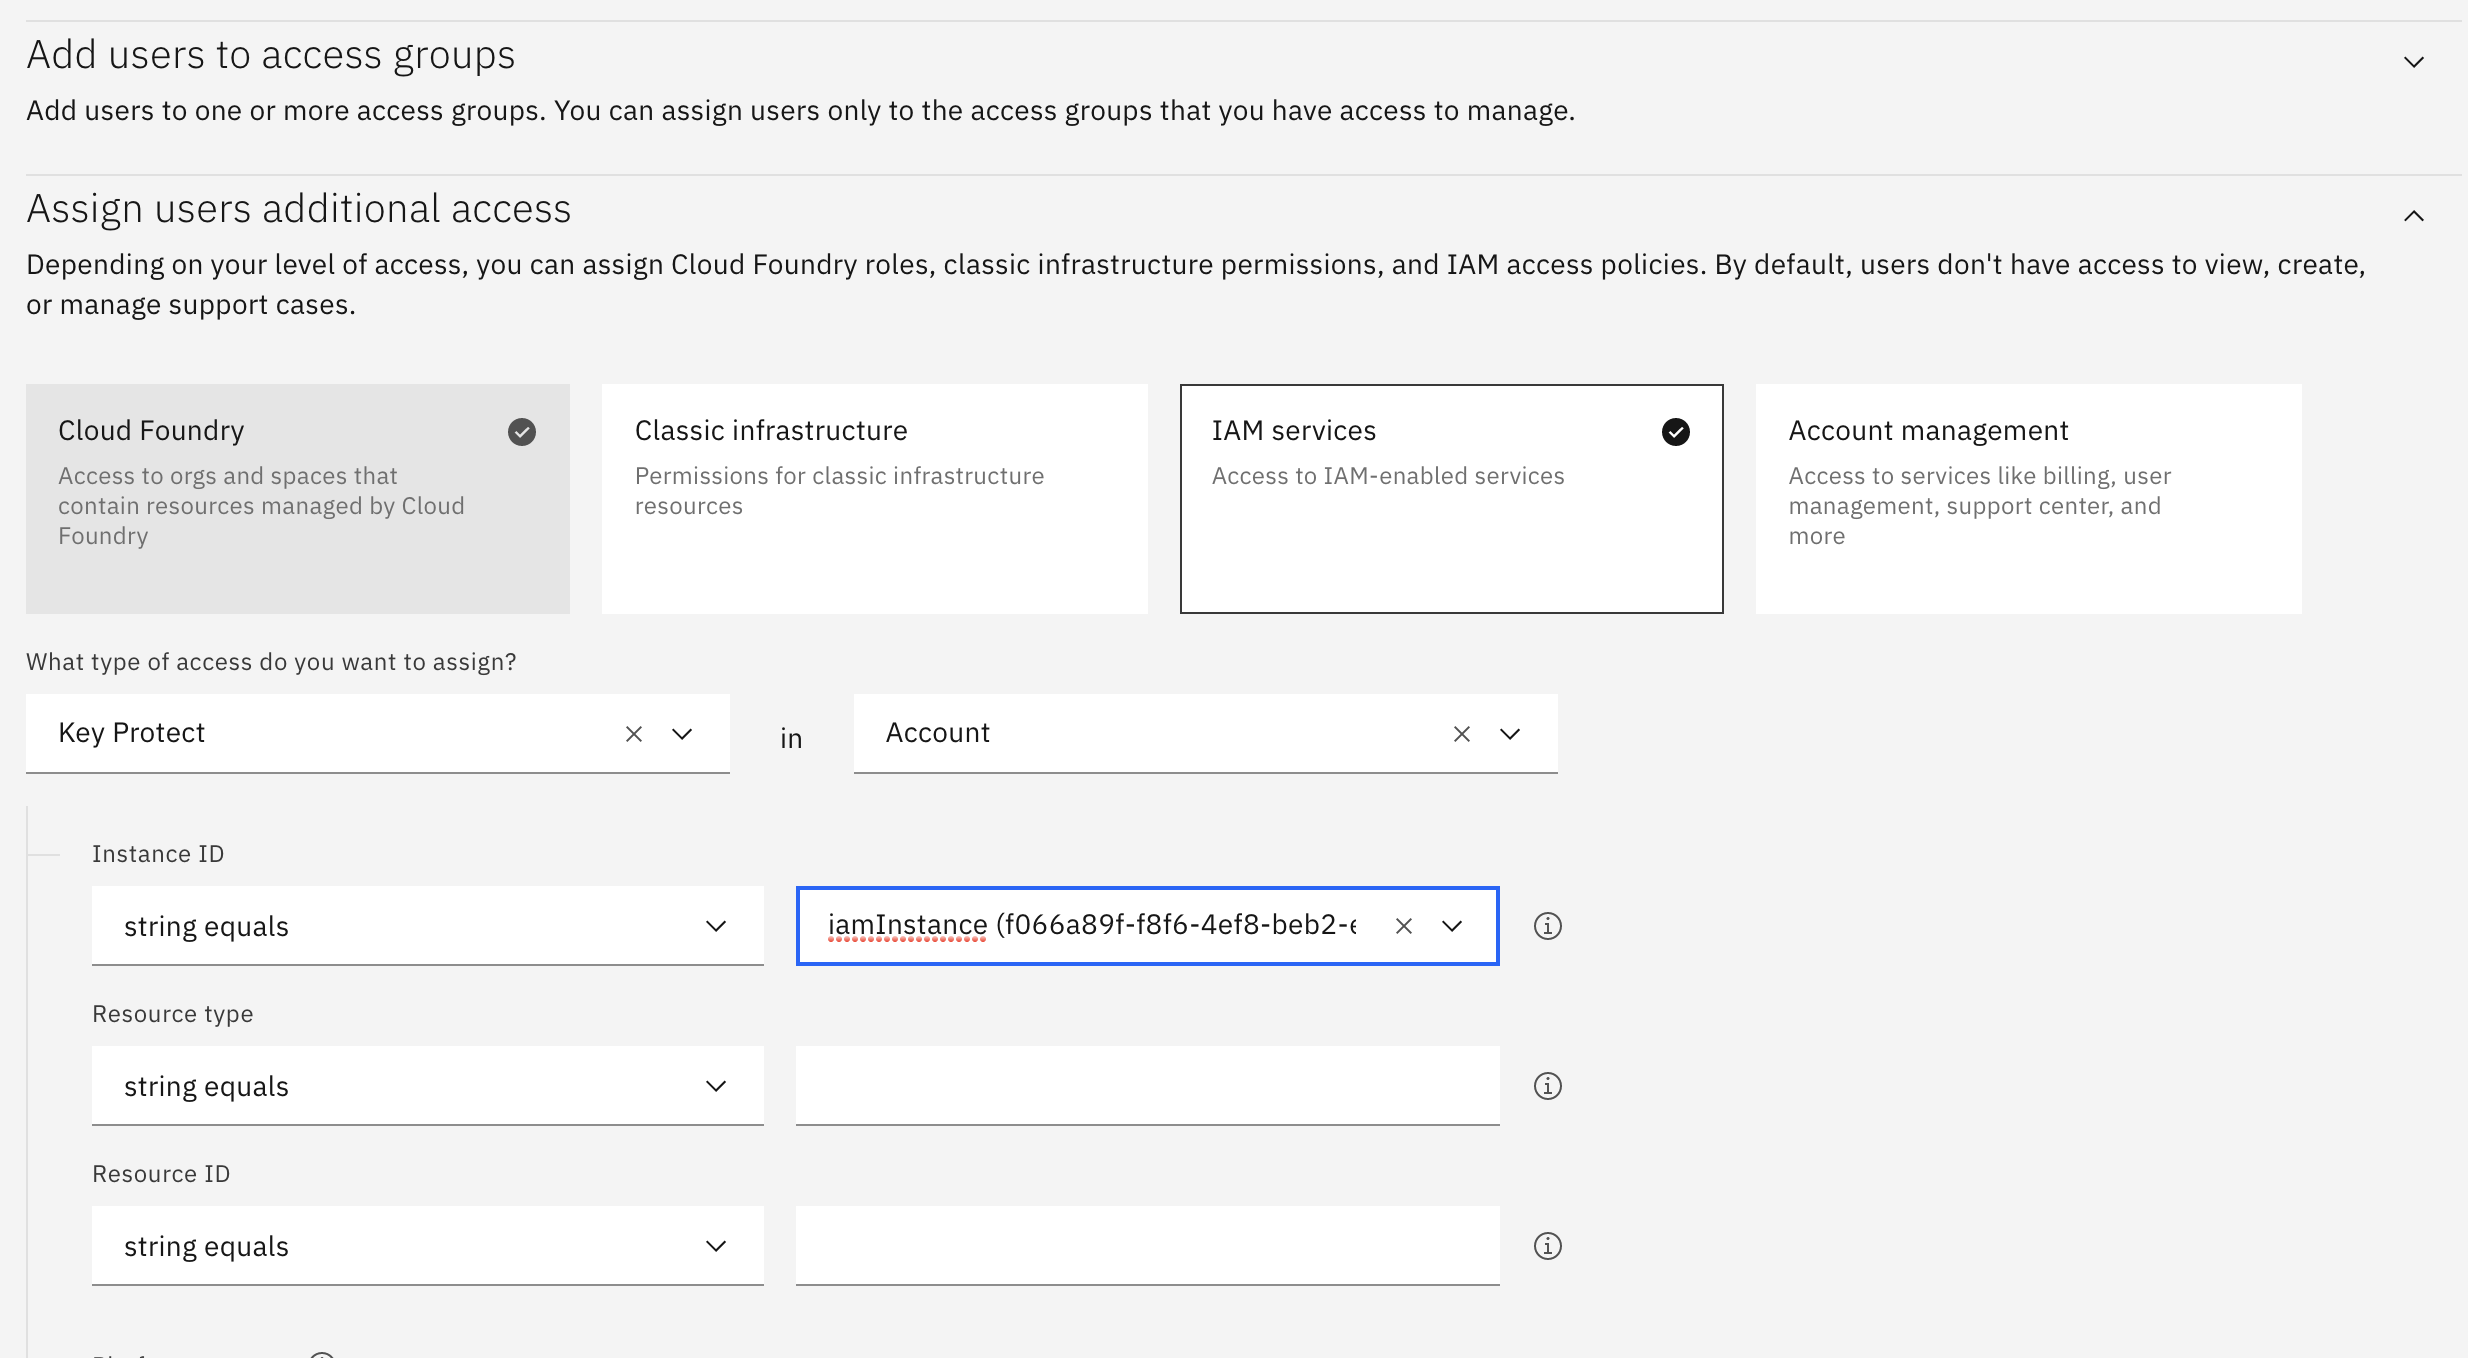 Add users to access groups
Add users to one or more access groups. You can assign users only to the access groups that you have access to manage.
Assign users additional access
Depending on your level of access, you can assign Cloud Foundry roles, classic infrastructure permissions, and IAM access policies. By default, users don't have access to view, create,
or manage support cases.
Cloud Foundry
Access to orgs and spaces that
contain resources managed by Cloud
Foundry
Classic infrastructure
Permissions for classic infrastructure
resources
IAM services
Access to IAM-enabled services
Account management
Access to services like billing, user
management, support center, and
more
What type of access do you want to assign?
Key Protect
in
Account
Instance ID
string equals
iamInstance (f066a89f-f8f6-4ef8-beb2-
Resource type
string equals
Resource ID
string equals